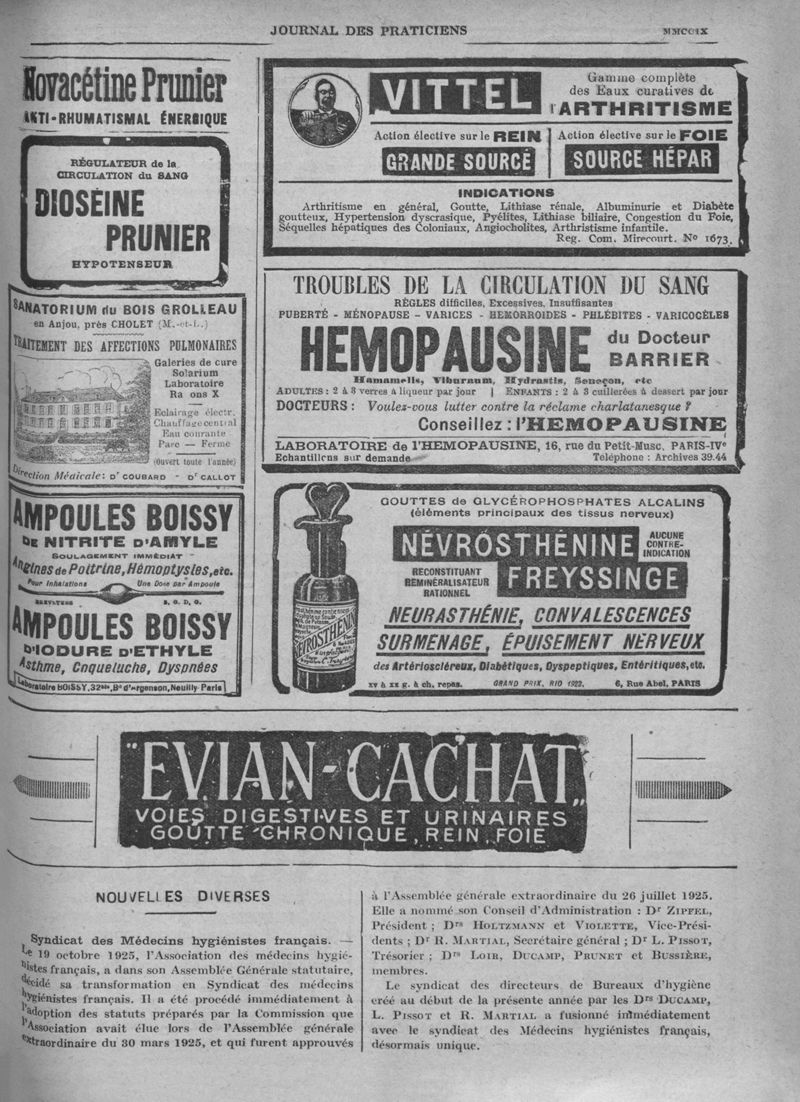 JOURNAL DES PRATICIENS
MMCCIX
Novacétine Prunier
ANTI-RHUMATISMAL ÉNERGIQUE
RÉGULATEUR de la
CIRCULATION du SANG
DIOSÉINE
PRUNIER
HYPOTENSEUR
SANATORIUM du BOIS GROLLEAU
en Anjou, près CHOLET (M.-et-L.)
TRAITEMENT DES AFFECTIONS PULMONAIRES
Galeries de cure
Solarium
Laboratoire
Ra ons X
Eclairage électr.
Chauffage central
Eau courante
Parc — Ferme
(Ouvert toute l'année)
Direction Médicale: Dr COUBARD - Dr CALLOT
AMPOULES BOISSY
DE NITRITE D'AMYLE
SOULAGEMENT IMMÉDIAT
Angines de Poitrine, Hémoptysies, etc.
Pour Inhalations Une Dose par Ampoule
S. G. D. G.
AMPOULES BOISSY
D'IODURE D'ETHYLE
Asthme, Coqueluche, Dyspnées
Laboratoire BOISSY, 32bis, Bd d'Argenson, Neuilly-Paris
VITTEL
Gamme complète
des Eaux curatives de
l'ARTHRITISME
Action élective sur le REIN
GRANDE SOURCE
Action élective sur le FOIE
SOURCE HÉPAR
INDICATIONS
Arthritisme en général, Goutte, Lithiase rénale, Albuminurie et Diabète
goutteux, Hypertension dyscrasique, Pyélites, Lithiase biliaire, Congestion du Foie,
Séquelles hépatiques des Coloniaux, Angiocholites, Arthristisme infantile.
Reg. Com. Mirecourt. No 1673.
TROUBLES DE LA CIRCULATION DU SANG
RÈGLES difficiles, Excessives, Insuffisantes
PUBERTÉ - MÉNOPAUSE - VARICES - HEMORROIDES - PHLÉBITES - VARICOCÈLES
HEMOPAUSINE du Docteur
BARRIER
Hamamelis, Viburnum, Hydrastis, Seneçon, etc
ADULTES : 2 à 3 verres à liqueur par jour | ENFANTS : 2 à 3 cuillerées à dessert par jour
DOCTEURS : Voulez-vous lutter contre la réclame charlatanesque ?
Conseillez : l'HEMOPAUSINE
LABORATOIRE de l'HEMOPAUSINE, 16, rue du Petit-Musc, PARIS-IVe
Echantillons sur demande Téléphone : Archives 39.44
GOUTTES de GLYCÉROPHOSPHATES ALCALINS
(éléments principaux des tissus nerveux)
NÉVROSTHÉNINE
AUCUNE
CONTRE-
INDICATION
RECONSTITUANT
REMINÉRALISATEUR
RATIONNEL
FREYSSINGE
NEURASTHÉNIE, CONVALESCENCES
SURMENAGE, ÉPUISEMENT NERVEUX
des Artérioscléreux, Diabétiques, Dyspeptiques, Entéritiques, etc.
XV à XX g. à ch. repas. GRAND PRIX, RIO 1922. 6, Rue Abel, PARIS
NÉVROSTHÉNINE
"EVIAN-CACHAT"
VOIES DIGESTIVES ET URINAIRES
GOUTTE CHRONIQUE, REIN, FOIE
NOUVELLES DIVERSES
Syndicat des Médecins hygiénistes français. —
Le 19 octobre 1925, l'Association des médecins hygié-
nistes français, a dans son Assemblée Générale statutaire,
décidé sa transformation en Syndicat des médecins
hygiénistes français. Il a été procédé immédiatement à
l'adoption des statuts préparés par la Commission que
l'Association avait élue lors de l'Assemblée générale
extraordinaire du 30 mars 1925, et qui furent approuvés
à l'Assemblée générale extraordinaire du 26 juillet 1925.
Elle a nommé son Conseil d'Administration : Dr ZIPFEL,
Président ; Drs HOLTZMANN et VIOLETTE, Vice-Prési-
dents ; Dr R. MARTIAL, Secrétaire général ; Dr L. PISSOT,
Trésorier ; Drs LOIR, DUCAMP, PRUNET et BUSSIÈRE,
membres.
Le syndicat des directeurs de Bureaux d'hygiène
créé au début de la présente année par les Drs DUCAMP,
L. PISSOT et R. MARTIAL a fusionné immédiatement
avec le syndicat des Médecins hygiénistes français,
désormais unique.